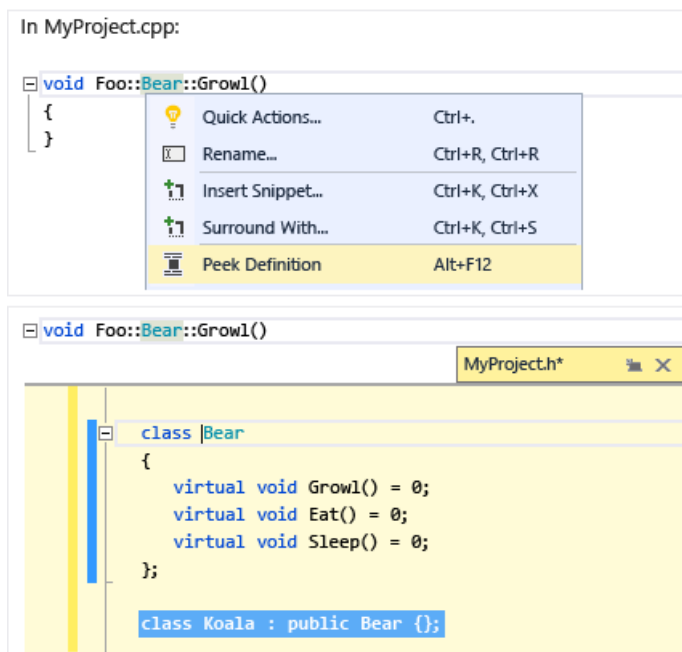 In MyProject.cpp:
void Foo::Bear::Growl()
{
Quick Actions... Ctrl+.
}
Rename... Ctrl+R, Ctrl+R
Insert Snippet... Ctrl+K, Ctrl+X
Surround With... Ctrl+K, Ctrl+S
Peek Definition Alt+F12
void Foo::Bear::Growl()
MyProject.h*
class Bear
{
virtual void Growl() = 0;
virtual void Eat() = 0;
virtual void Sleep() = 0;
};
class Koala : public Bear {};